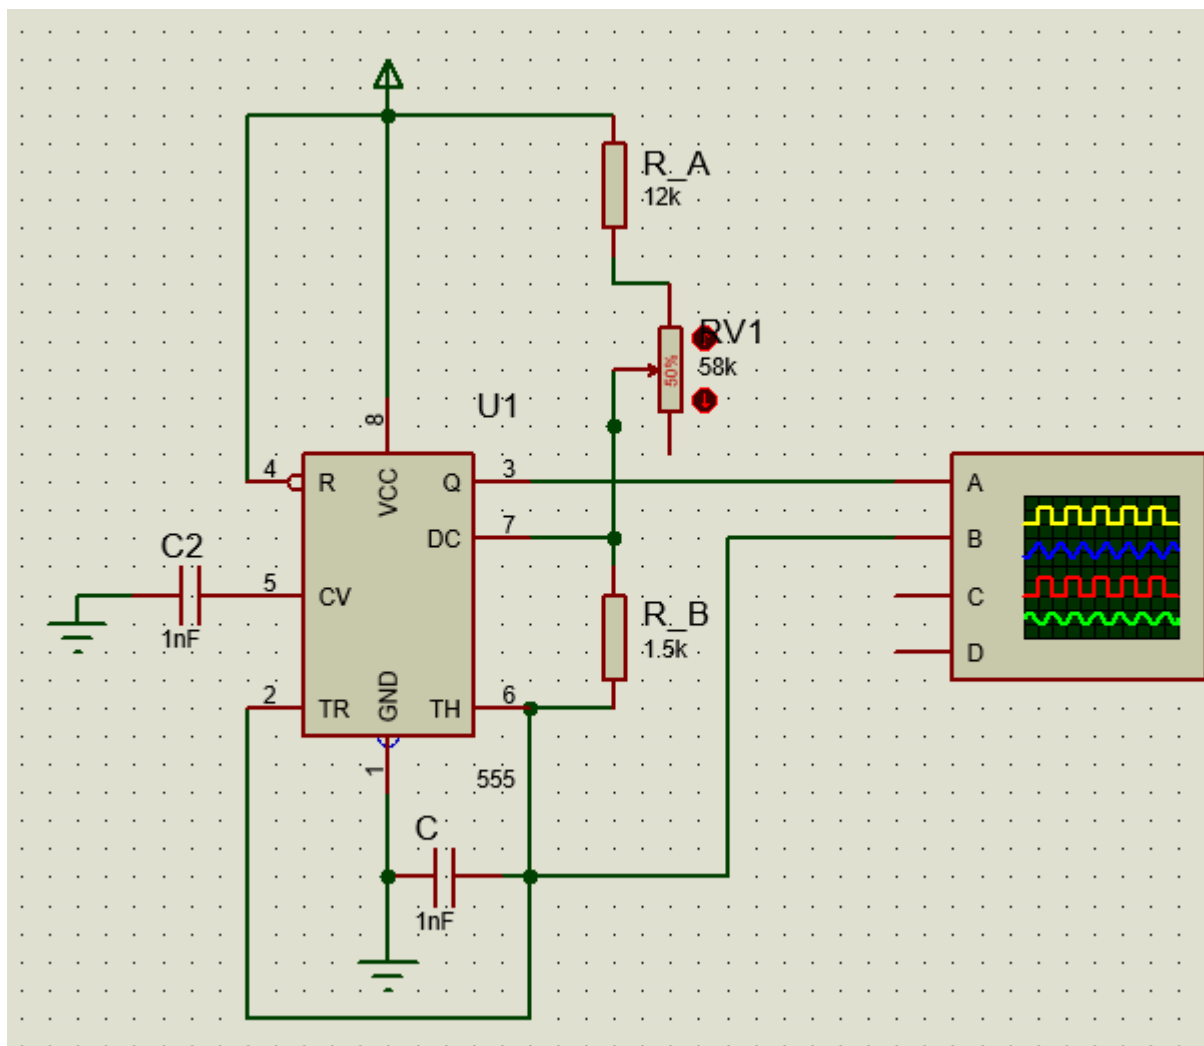 R_A
12k
RV1
50%
58k
U1
8
4
R
VCC
Q
3
A
DC
7
B
C2
5
CV
C
1nF
R_B
1.5k
D
2
TR
GND
TH
6
1
555
C
1nF